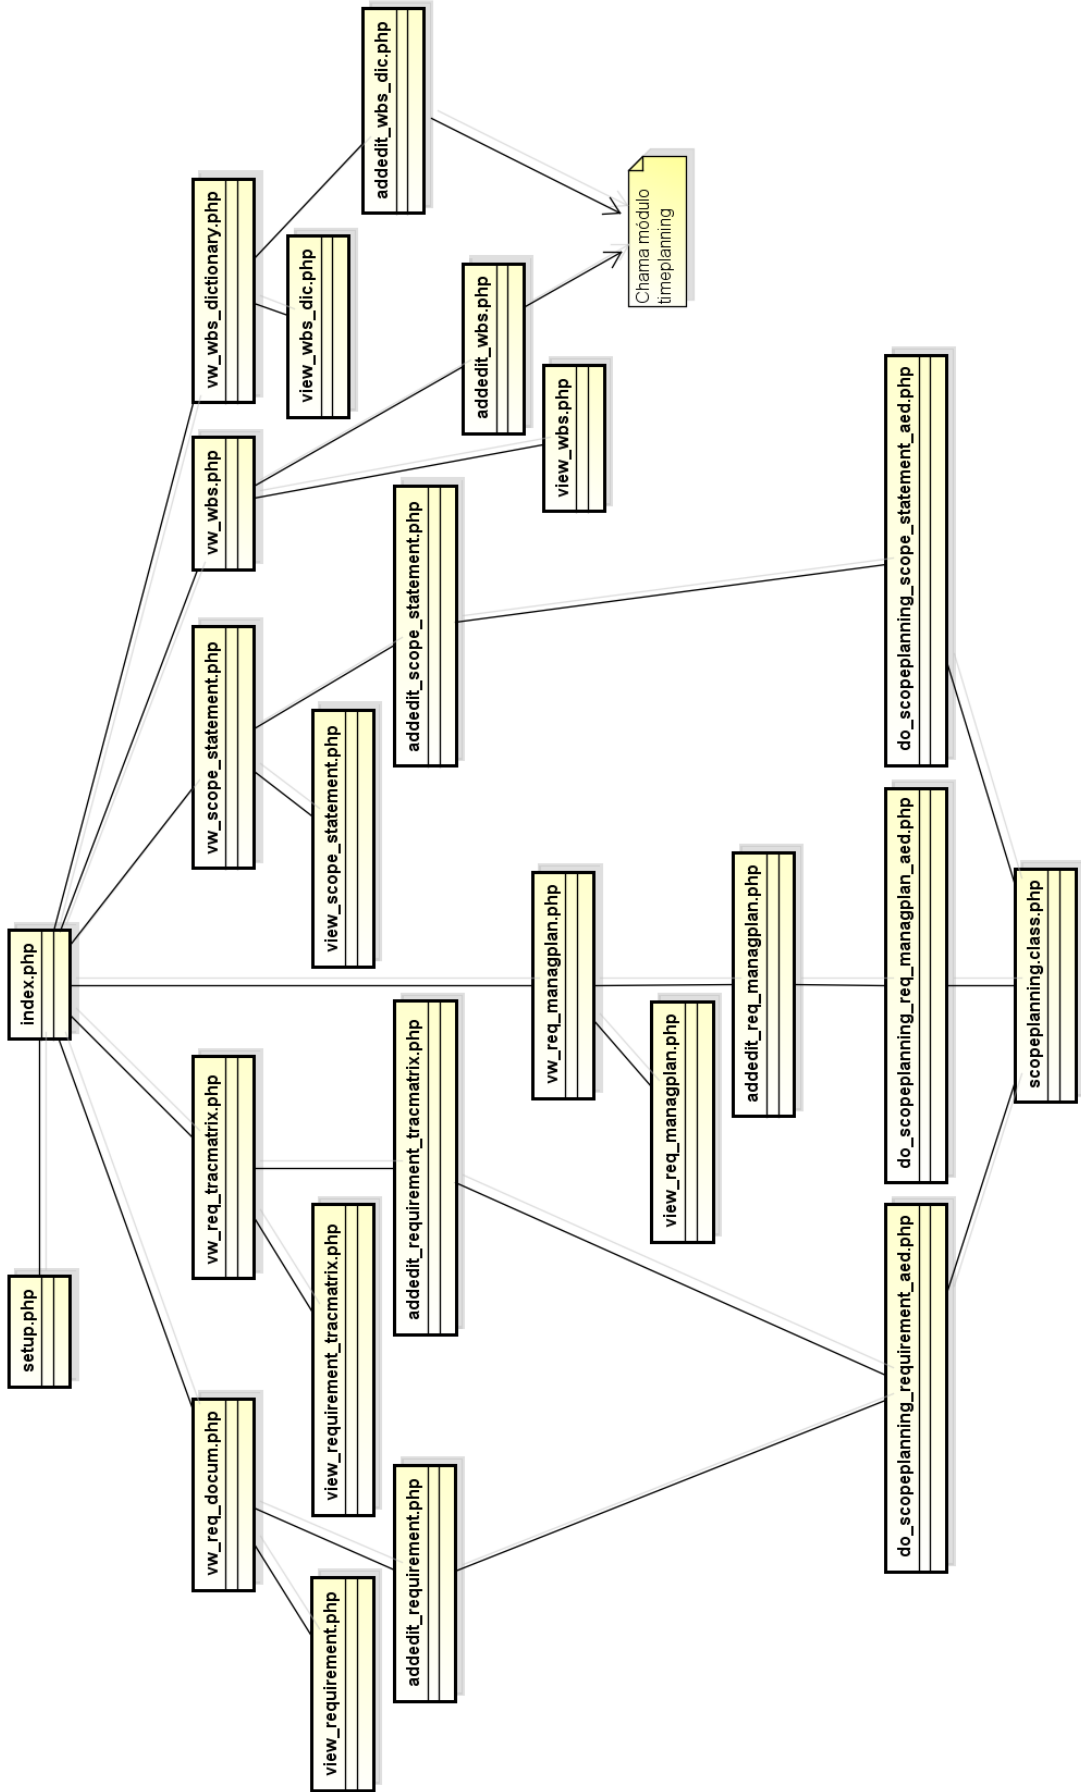 setup.php
index.php
vw_req_docum.php
vw_req_tracmatrix.php
vw_scope_statement.php
vw_wbs.php
vw_wbs_dictionary.php
view_requirement.php
view_requirement_tracmatrix.php
view_scope_statement.php
view_wbs_dic.php
addedit_wbs_dic.php
addedit_requirement.php
addedit_requirement_tracmatrix.php
addedit_scope_statement.php
addedit_wbs.php
vw_req_managplan.php
view_wbs.php
Chama módulo
timeplanning
view_req_managplan.php
addedit_req_managplan.php
do_scopeplanning_requirement_aed.php
do_scopeplanning_req_managplan_aed.php
do_scopeplanning_scope_statement_aed.php
scopeplanning.class.php